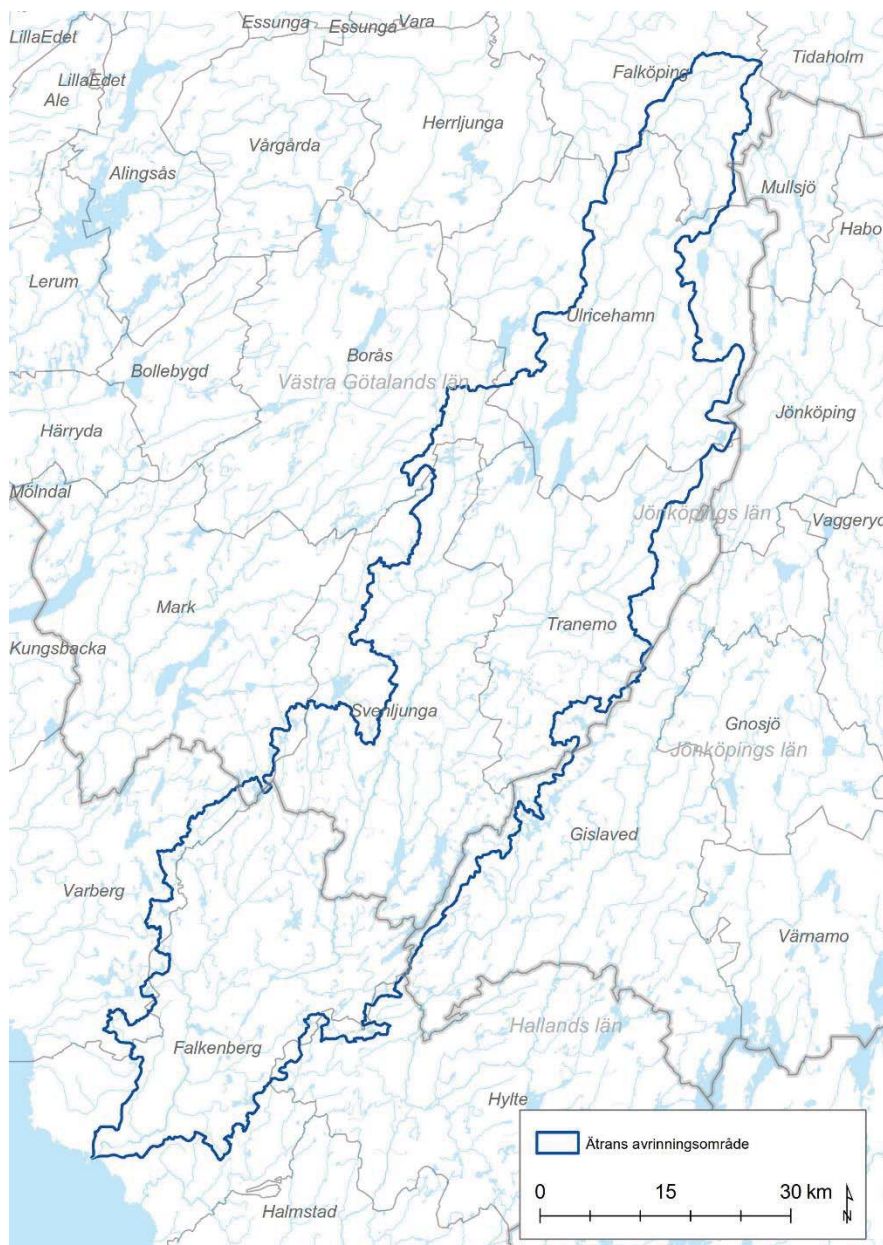 Essunga
Essunga
Vara
LillaEdet
Falköping
Tidaholm
LillaEdet
Ale
Herrljunga
Vårgårda
Alingsås
Mullsjö
Habo
Lerum
Ulricehamn
Borås
Bollebygd
Västra Götalands län
Jönköping
Härryda
Mölndal
Jönköpings län
Vaggeryd
Mark
Tranemo
Kungsbacka
Svenljunga
Gnosjö
Jönköpings län
Gislaved
Varberg
Värnamo
Hallands län
Falkenberg
Hylte
Ätrans avrinningsområde
0 15 30 km
Halmstad
N